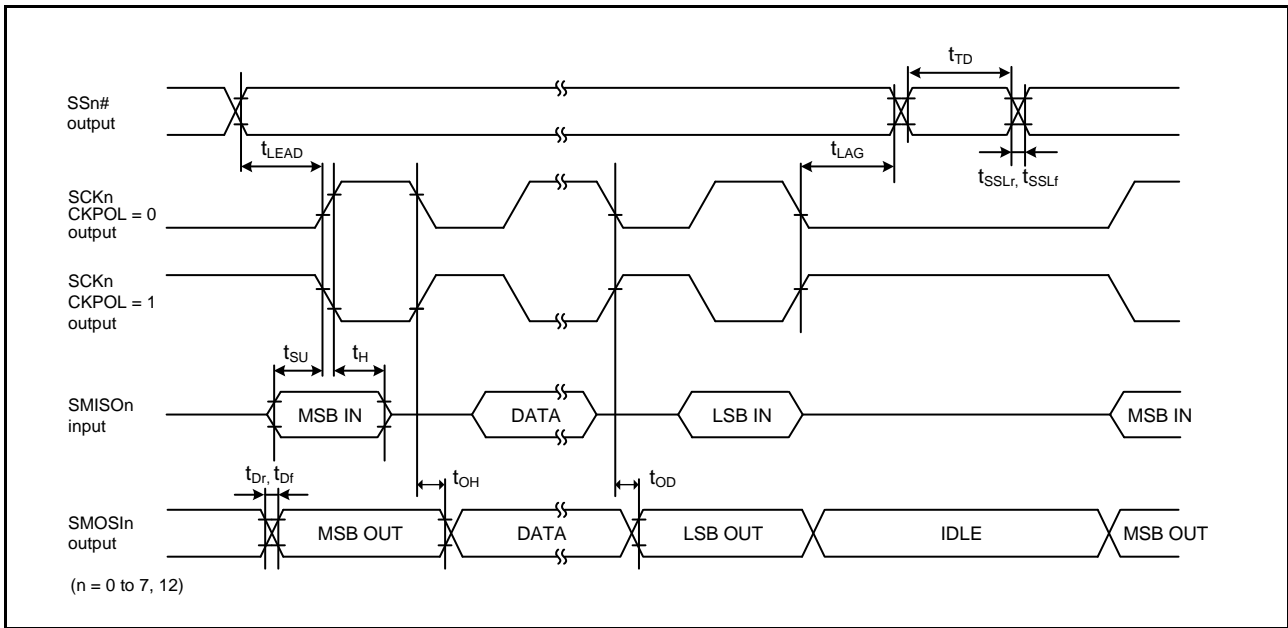 tTD
SSn#
output
tLEAD
tLAG
tSSLr, tSSLf
SCKn
CKPOL = 0
output
SCKn
CKPOL = 1
output
tSU
tH
SMISOn
input
MSB IN
DATA
LSB IN
MSB IN
tDr, tDf
tOH
tOD
SMOSIn
output
MSB OUT
DATA
LSB OUT
IDLE
MSB OUT
(n = 0 to 7, 12)